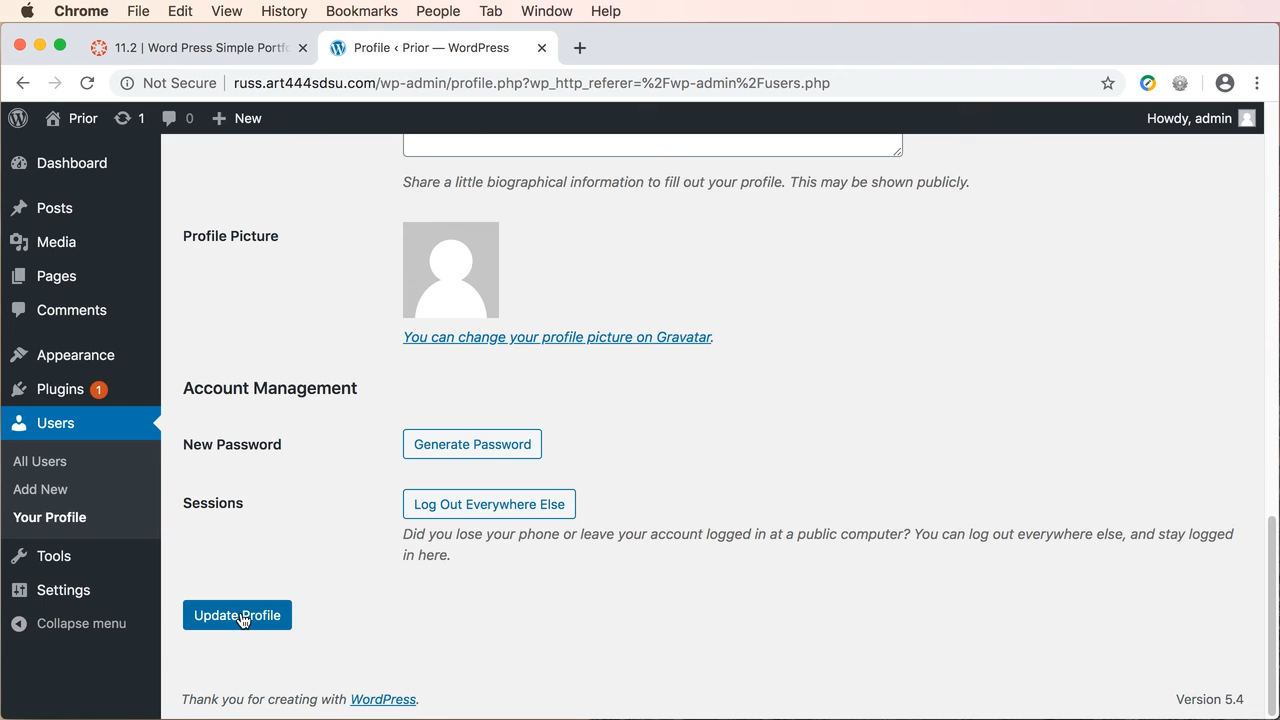 Chrome File Edit View History Bookmarks People Tab Window Help
11.2 | Word Press Simple Portfo
Profile ‹ Prior — WordPress
Not Secure russ.art444sdsu.com/wp-admin/profile.php?wp_http_referer=%2Fwp-admin%2Fusers.php
Prior 1 0 New
Howdy, admin
Dashboard
Posts
Media
Pages
Comments
Appearance
Plugins 1
Users
All Users
Add New
Your Profile
Tools
Settings
Collapse menu
Share a little biographical information to fill out your profile. This may be shown publicly.
Profile Picture
You can change your profile picture on Gravatar.
Account Management
New Password
Generate Password
Sessions
Log Out Everywhere Else
Did you lose your phone or leave your account logged in at a public computer? You can log out everywhere else, and stay logged
in here.
Update Profile
Thank you for creating with WordPress.
Version 5.4